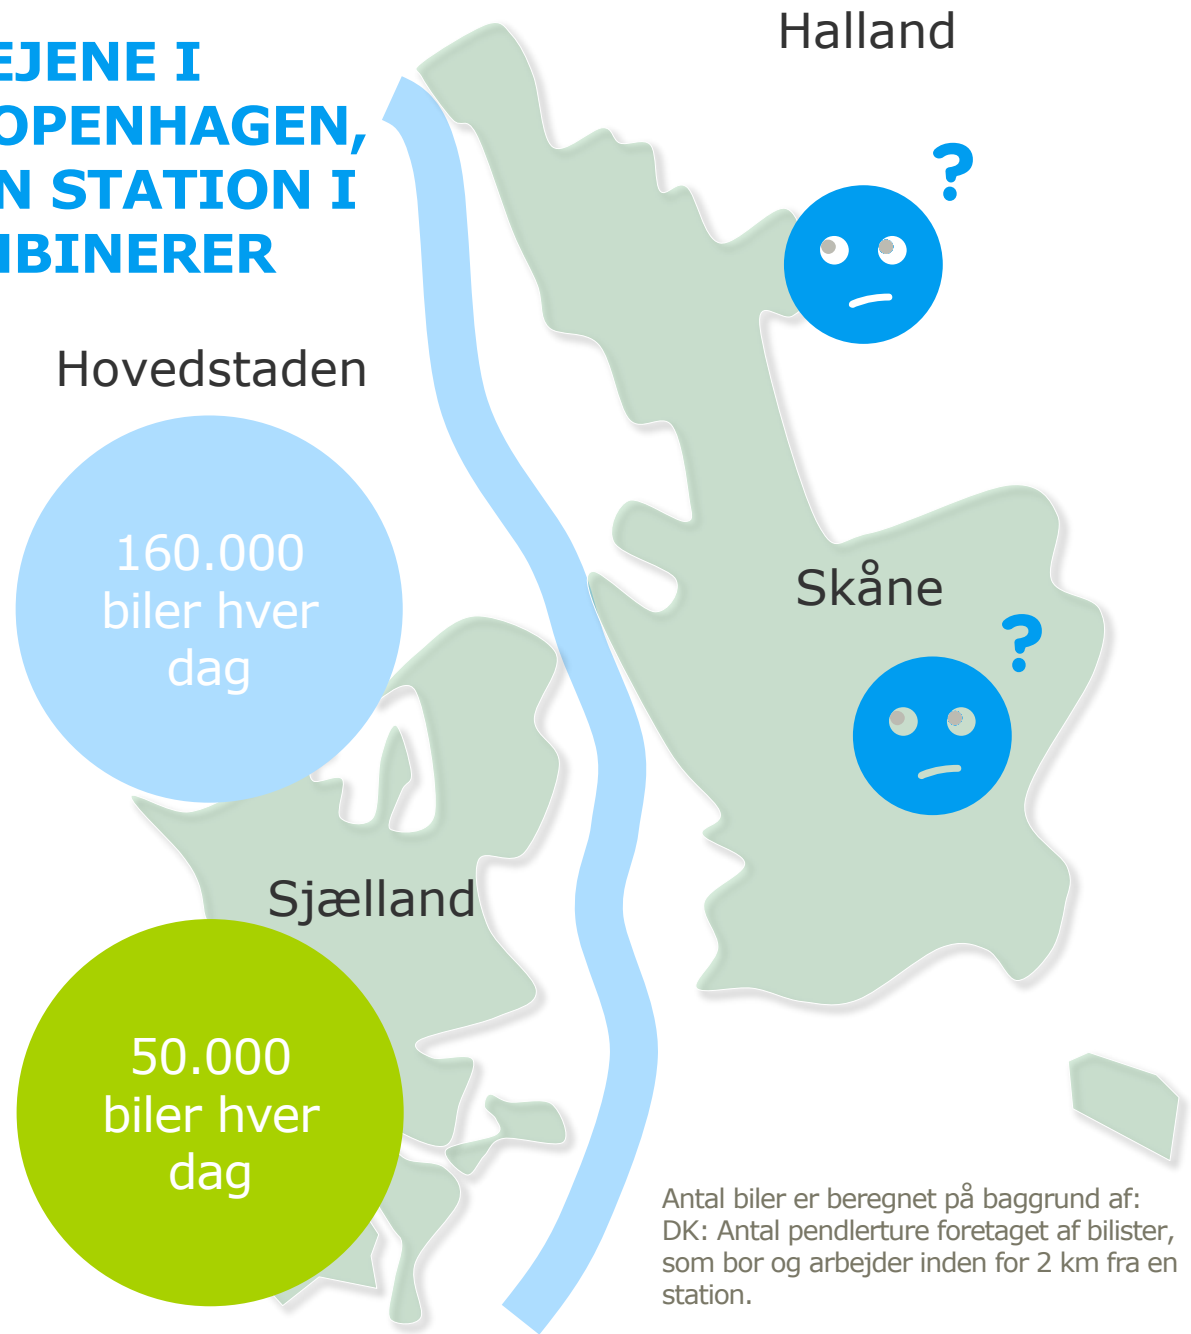 EJENE I
OPENHAGEN,
N STATION I
MBINERER
Halland
?
Hovedstaden
160.000
biler hver
dag
Skåne
?
Sjælland
50.000
biler hver
dag
Antal biler er beregnet på baggrund af:
DK: Antal pendlerture foretaget af bilister,
som bor og arbejder inden for 2 km fra en
station.